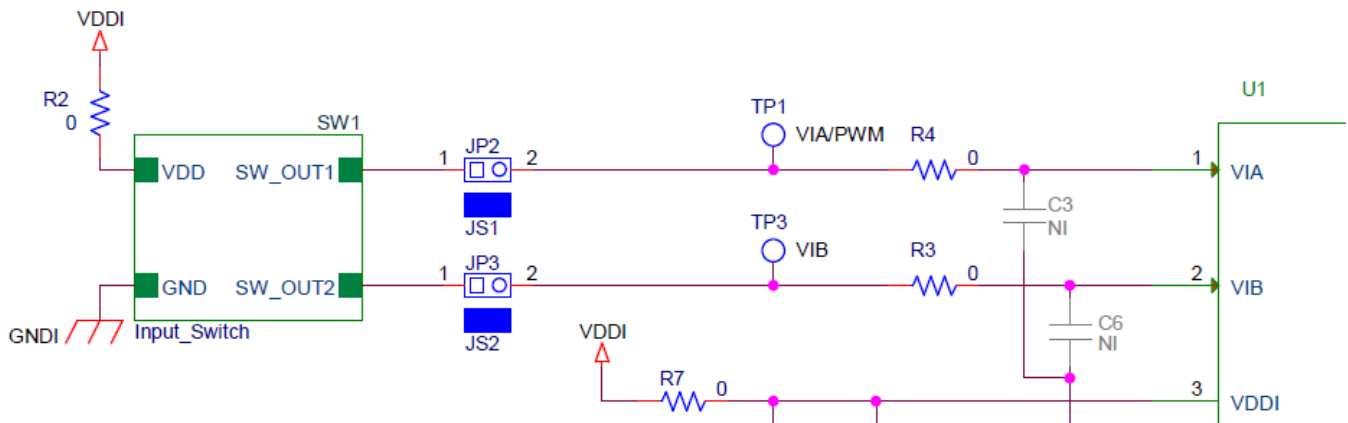 VDDI
U1
R2
0
SW1
TP1
VIA/PWM
R4
0
JP2
1
2
1
VDD
SW_OUT1
VIA
JS1
C3
NI
TP3
VIB
R3
0
JP3
1
2
2
GND
SW_OUT2
VIB
GNDI
Input_Switch
JS2
VDDI
C6
NI
R7
0
3
VDDI